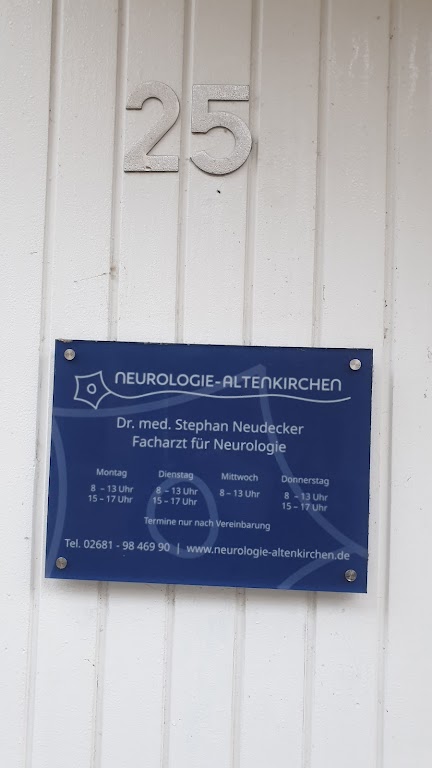 25
NEUROLOGIE-ALTENKIRCHEN
Dr. med. Stephan Neudecker
Facharzt für Neurologie
Montag Dienstag Mittwoch Donnerstag
8 – 13 Uhr 8 – 13 Uhr 8 – 13 Uhr 8 – 13 Uhr
15 – 17 Uhr 15 – 17 Uhr 15 – 17 Uhr
Termine nur nach Vereinbarung
Tel. 02681 - 98 469 90 | www.neurologie-altenkirchen.de